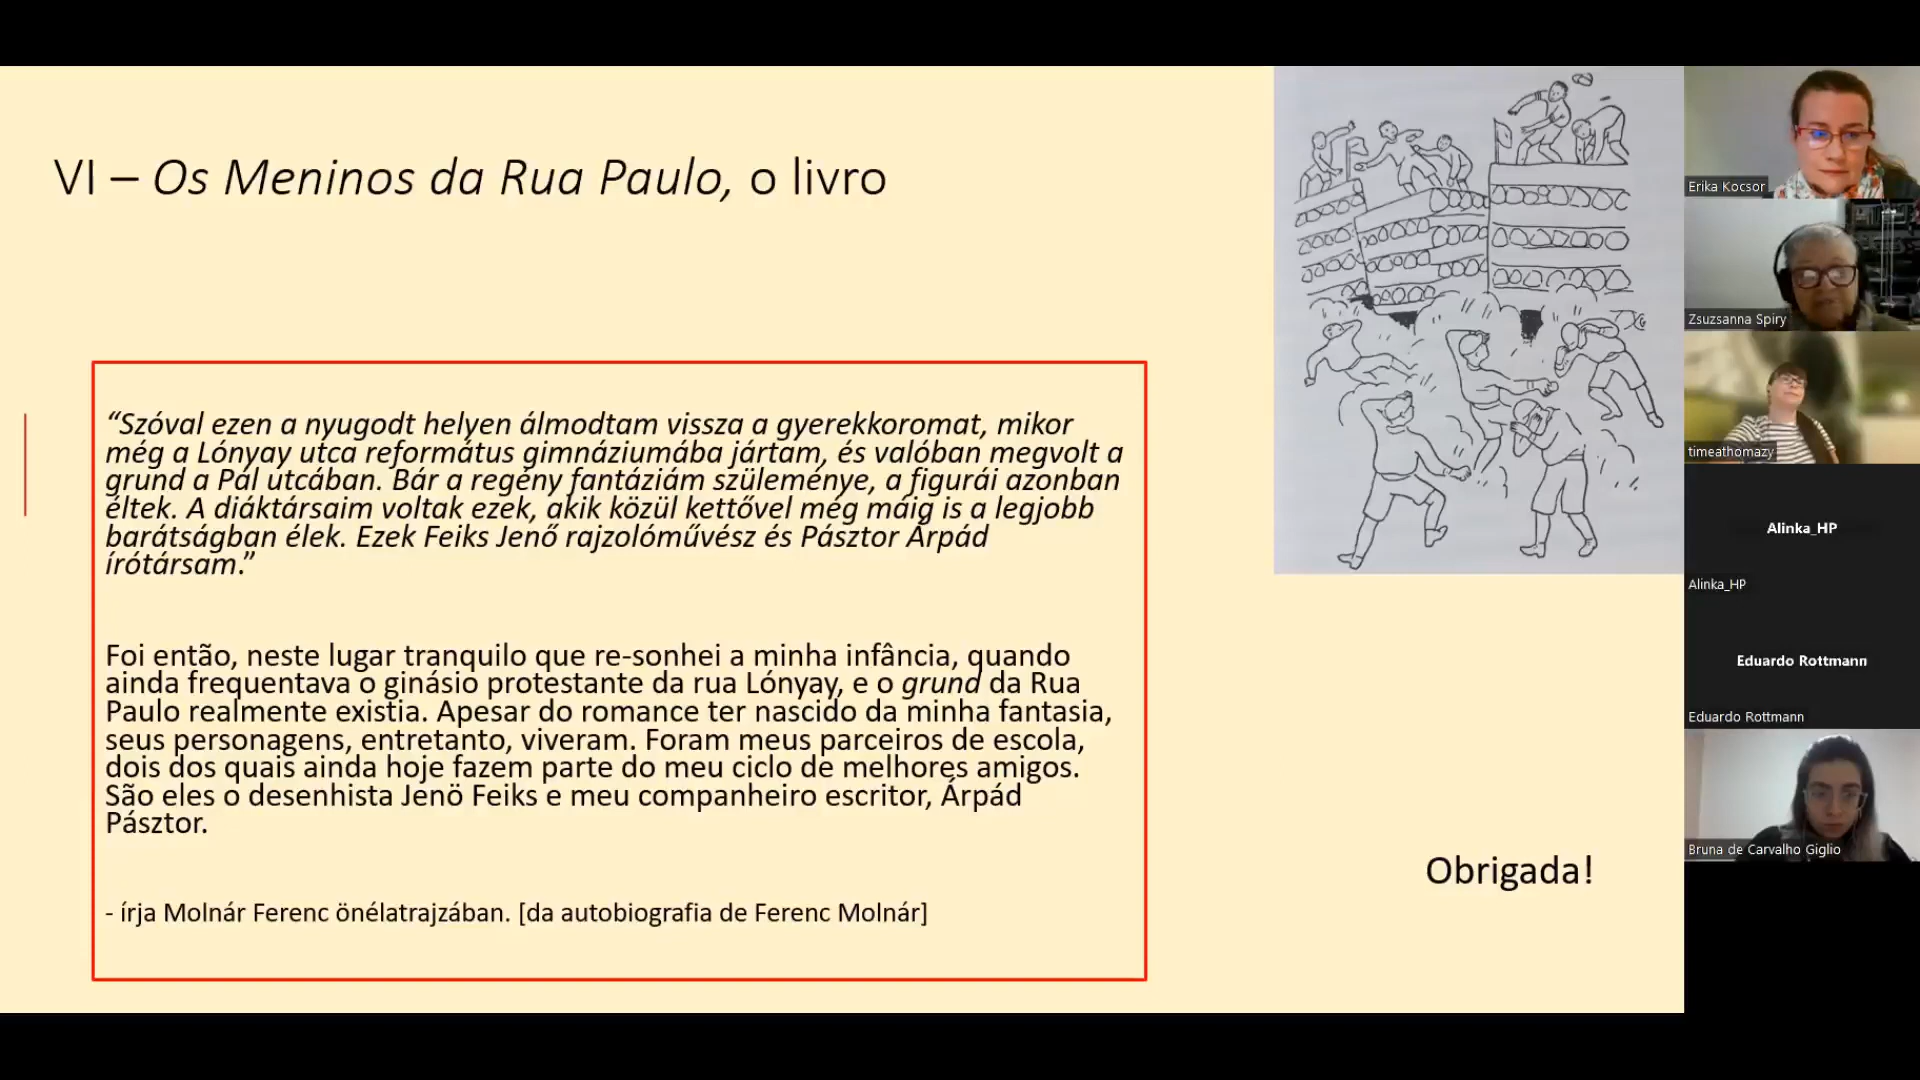 VI – Os Meninos da Rua Paulo, o livro
“Szóval ezen a nyugodt helyen álmodtam vissza a gyerekkoromat, mikor
még a Lónyay utca református gimnáziumába jártam, és valóban megvolt a
grund a Pál utcában. Bár a regény fantáziám szüleménye, a figurái azonban
éltek. A diáktársaim voltak ezek, akik közül kettővel még máig is a legjobb
barátságban élek. Ezek Feiks Jenő rajzolóművész és Pásztor Árpád
írótársam.”
Foi então, neste lugar tranquilo que re-sonhei a minha infância, quando
ainda frequentava o ginásio protestante da rua Lónyay, e o grund da Rua
Paulo realmente existia. Apesar do romance ter nascido da minha fantasia,
seus personagens, entretanto, viveram. Foram meus parceiros de escola,
dois dos quais ainda hoje fazem parte do meu ciclo de melhores amigos.
São eles o desenhista Jenö Feiks e meu companheiro escritor, Árpád
Pásztor.
- írja Molnár Ferenc önélatrajzában. [da autobiografia de Ferenc Molnár]
Obrigada!
Erika Kocsor
Zsuzsanna Spiry
timeathomazy
Alinka_HP
Alinka_HP
Eduardo Rottmann
Eduardo Rottmann
Bruna de Carvalho Giglio